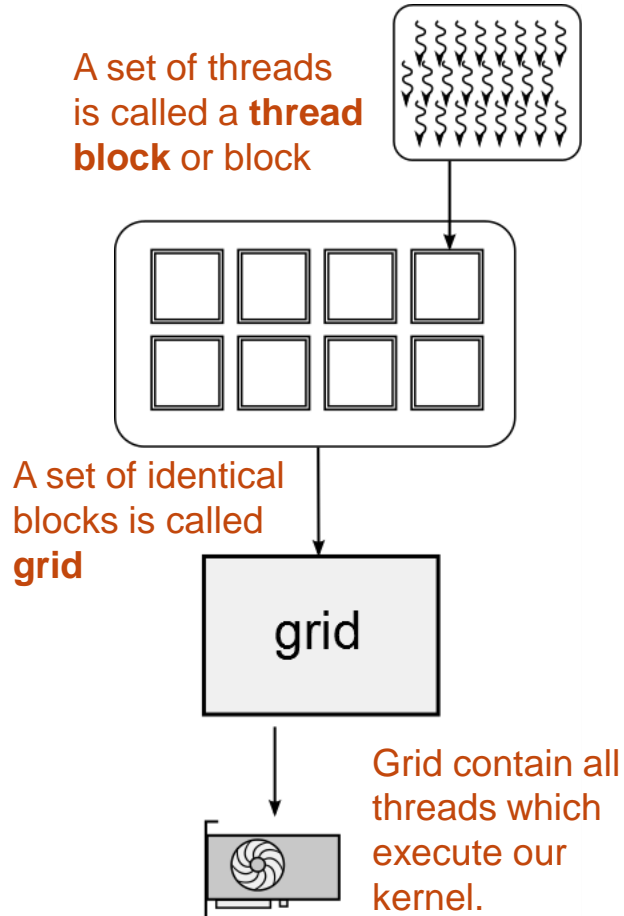 A set of threads
is called a thread
block or block
A set of identical
blocks is called
grid
grid
Grid contain all
threads which
execute our
kernel.